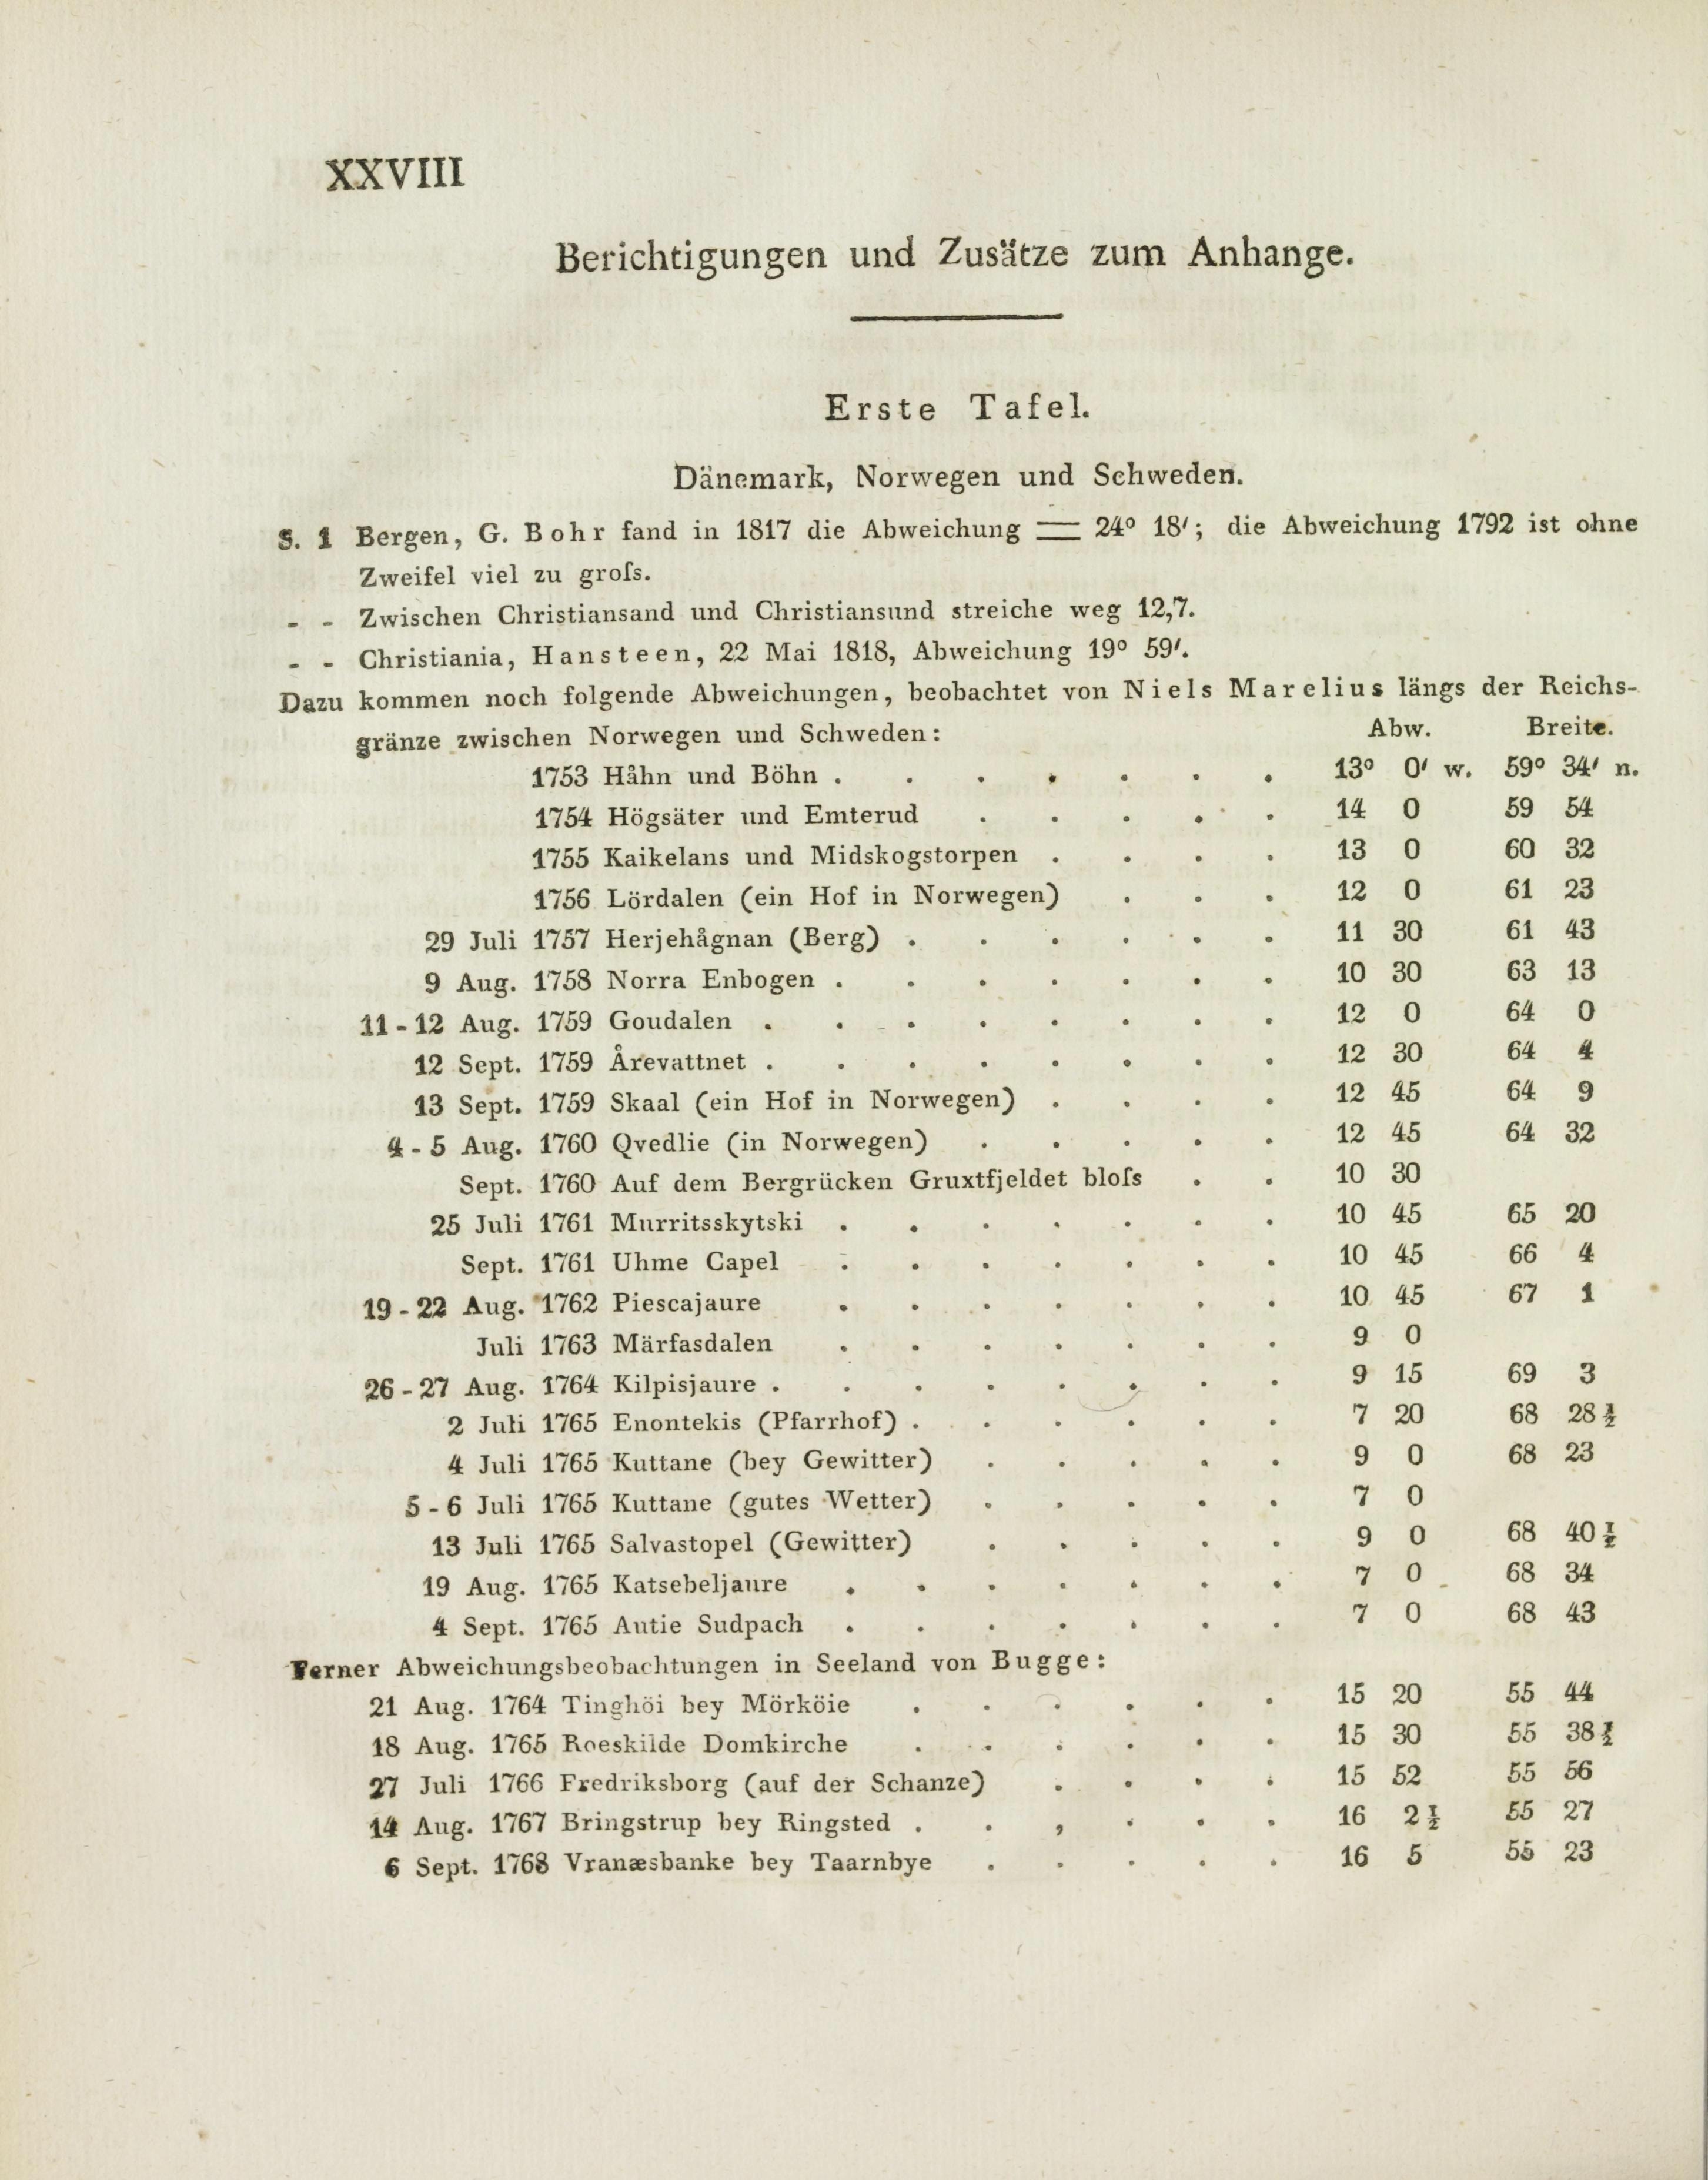 XXVIII
Berichtigungen und Zusätze zum Anhange.
Erste Tafel.
Dänemark, Norwegen und Schweden.
S. 1 Bergen, G. Bohr fand in 1817 die Abweichung = 24° 18′; die Abweichung 1792 ist ohne
Zweifel viel zu groſs.
- - Zwischen Christiansand und Christiansund streiche weg 12,7.
- - Christiania, Hansteen, 22 Mai 1818, Abweichung 19° 59′.
Dazu kommen noch folgende Abweichungen, beobachtet von Niels Marelius längs der Reichs-
gränze zwischen Norwegen und Schweden: Abw. Breite.
1753 Håhn und Böhn . . . . . . . 13° 0′ w. 59° 34′ n.
1754 Högsäter und Emterud . . . . . 14 0 59 54
1755 Kaikelans und Midskogstorpen . . . . 13 0 60 32
1756 Lördalen (ein Hof in Norwegen) . . . 12 0 61 23
29 Juli 1757 Herjehågnan (Berg) . . . . . . 11 30 61 43
9 Aug. 1758 Norra Enbogen . . . . . . . 10 30 63 13
11-12 Aug. 1759 Goudalen . . . . . . . . 12 0 64 0
12 Sept. 1759 Årevattnet . . . . . . . . 12 30 64 4
13 Sept. 1759 Skaal (ein Hof in Norwegen) . . . . 12 45 64 9
4-5 Aug. 1760 Qvedlie (in Norwegen) . . . . . 12 45 64 32
Sept. 1760 Auf dem Bergrücken Gruxtfjeldet bloſs . . 10 30
25 Juli 1761 Murritsskytski . . . . . . . 10 45 65 20
Sept. 1761 Uhme Capel . . . . . . . 10 45 66 4
19-22 Aug. 1762 Piescajaure . . . . . . . 10 45 67 1
Juli 1763 Märfasdalen . . . . . . . 9 0
26-27 Aug. 1764 Kilpisjaure . . . . . . . . 9 15 69 3
2 Juli 1765 Enontekis (Pfarrhof) . . . . . . 7 20 68 28½
4 Juli 1765 Kuttane (bey Gewitter) . . . . . 9 0 68 23
5-6 Juli 1765 Kuttane (gutes Wetter) . . . . . 7 0
13 Juli 1765 Salvastopel (Gewitter) . . . . . 9 0 68 40½
19 Aug. 1765 Katsebeljaure . . . . . . . 7 0 68 34
4 Sept. 1765 Autie Sudpach . . . . . . . 7 0 68 43
Ferner Abweichungsbeobachtungen in Seeland von Bugge:
21 Aug. 1764 Tinghöi bey Mörköie . . . . . . 15 20 55 44
18 Aug. 1765 Roeskilde Domkirche . . . . . . 15 30 55 38½
27 Juli 1766 Fredriksborg (auf der Schanze) . . . . 15 52 55 56
14 Aug. 1767 Bringstrup bey Ringsted . . , . . . 16 2½ 55 27
6 Sept. 1768 Vranæsbanke bey Taarnbye . . . . . 16 5 55 23